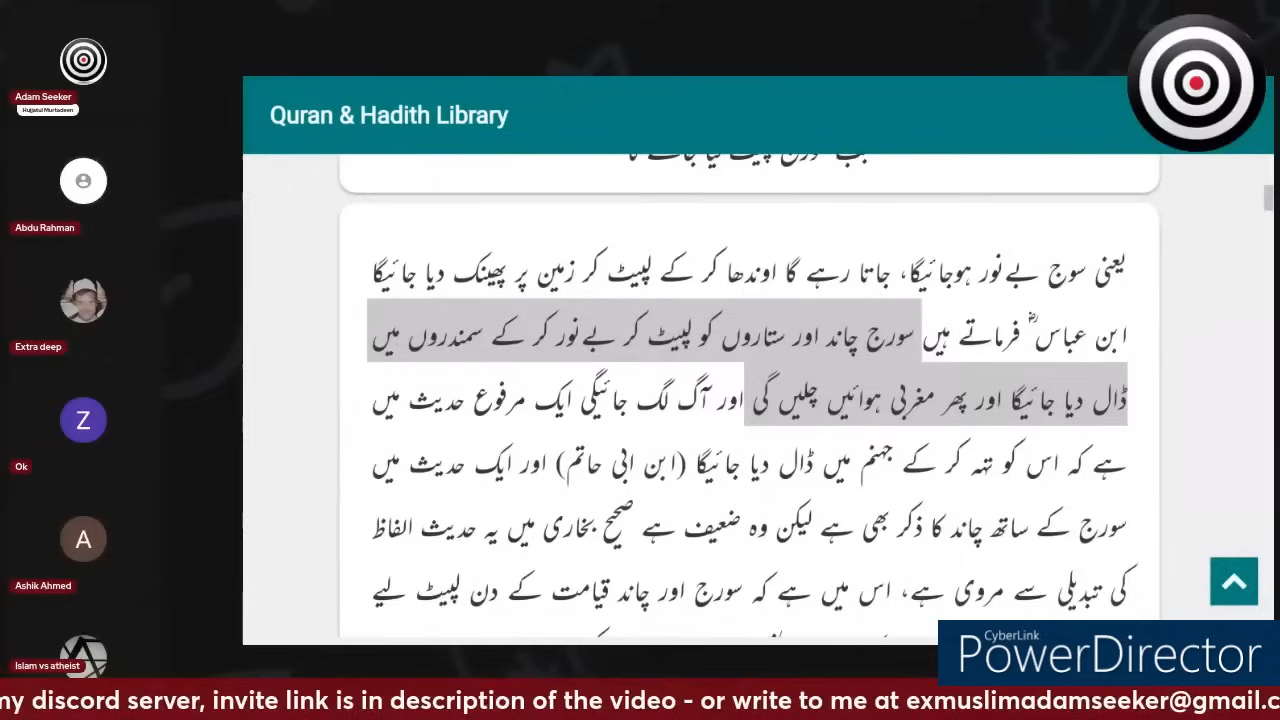 Adam Seeker
Hujjatul Murtadeen
Abdu Rahman
Extra deep
Z
Ok
A
Ashik Ahmed
Islam vs atheist
Quran & Hadith Library
یعنی سوج بے نور ہوجائیگا، جاتا رہے گا اوندھا کر کے لپیٹ کر زمین پر پھینک دیا جائیگا
ابن عباسؓ فرماتے ہیں سورج چاند اور ستاروں کو لپیٹ کر بے نور کر کے سمندروں میں
ڈال دیا جائیگا اور پھر مغربی ہوائیں چلیں گی اور آگ لگ جائیگی ایک مرفوع حدیث میں
ہے کہ اس کو تہہ کر کے جہنم میں ڈال دیا جائیگا (ابن ابی حاتم) اور ایک حدیث میں
سورج کے ساتھ چاند کا ذکر بھی ہے لیکن وہ ضعیف ہے صحیح بخاری میں یہ حدیث الفاظ
کی تبدیلی سے مروی ہے، اس میں ہے کہ سورج اور چاند قیامت کے دن لپیٹ لیے
CyberLink
PowerDirector
my discord server, invite link is in description of the video - or write to me at exmuslimadamseeker@gmail.c